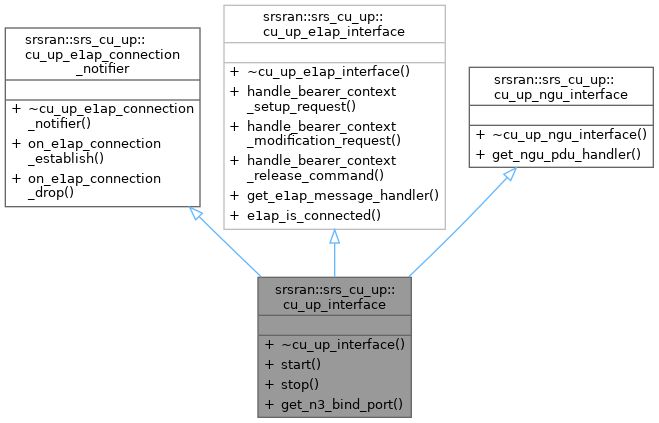 srsran::srs_cu_up::
cu_up_e1ap_connection
_notifier
+ ~cu_up_e1ap_connection
_notifier()
+ on_e1ap_connection
_establish()
+ on_e1ap_connection
_drop()
srsran::srs_cu_up::
cu_up_e1ap_interface
+ ~cu_up_e1ap_interface()
+ handle_bearer_context
_setup_request()
+ handle_bearer_context
_modification_request()
+ handle_bearer_context
_release_command()
+ get_e1ap_message_handler()
+ e1ap_is_connected()
srsran::srs_cu_up::
cu_up_ngu_interface
+ ~cu_up_ngu_interface()
+ get_ngu_pdu_handler()
srsran::srs_cu_up::
cu_up_interface
+ ~cu_up_interface()
+ start()
+ stop()
+ get_n3_bind_port()